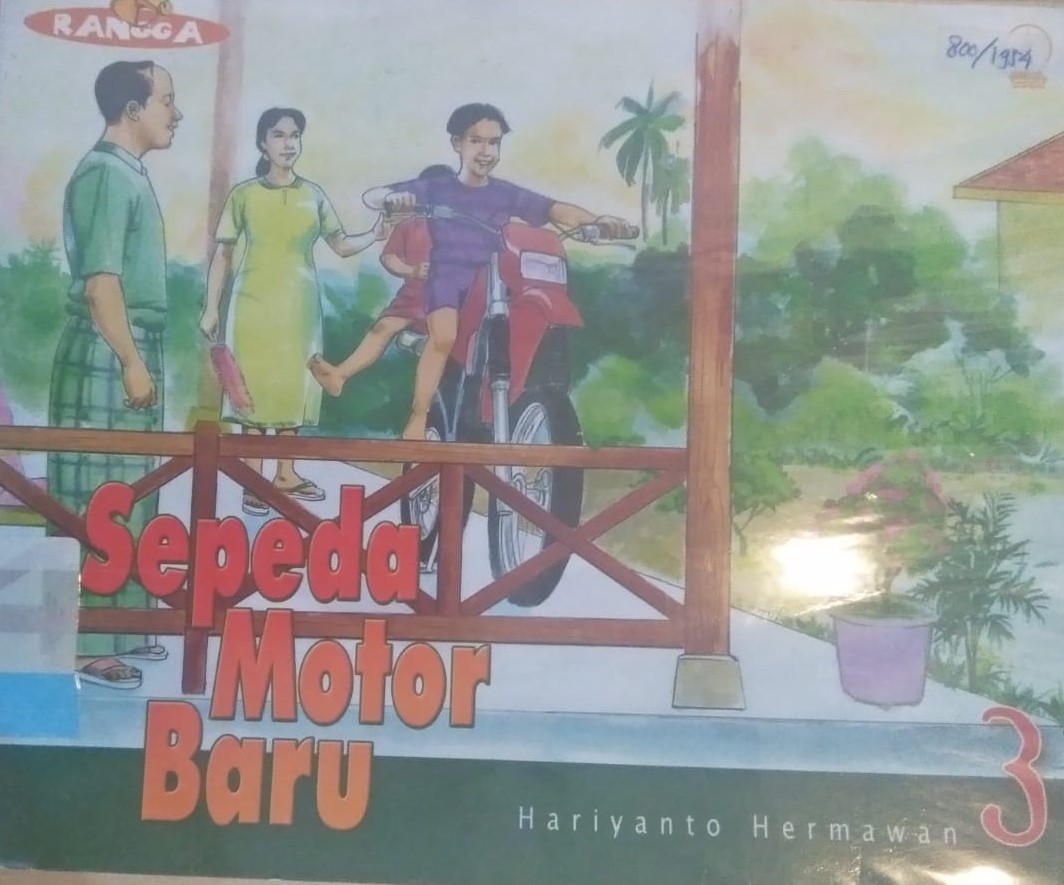 RANGGA
800/1954
Sepeda
Motor
Baru
Hariyanto Hermawan
3